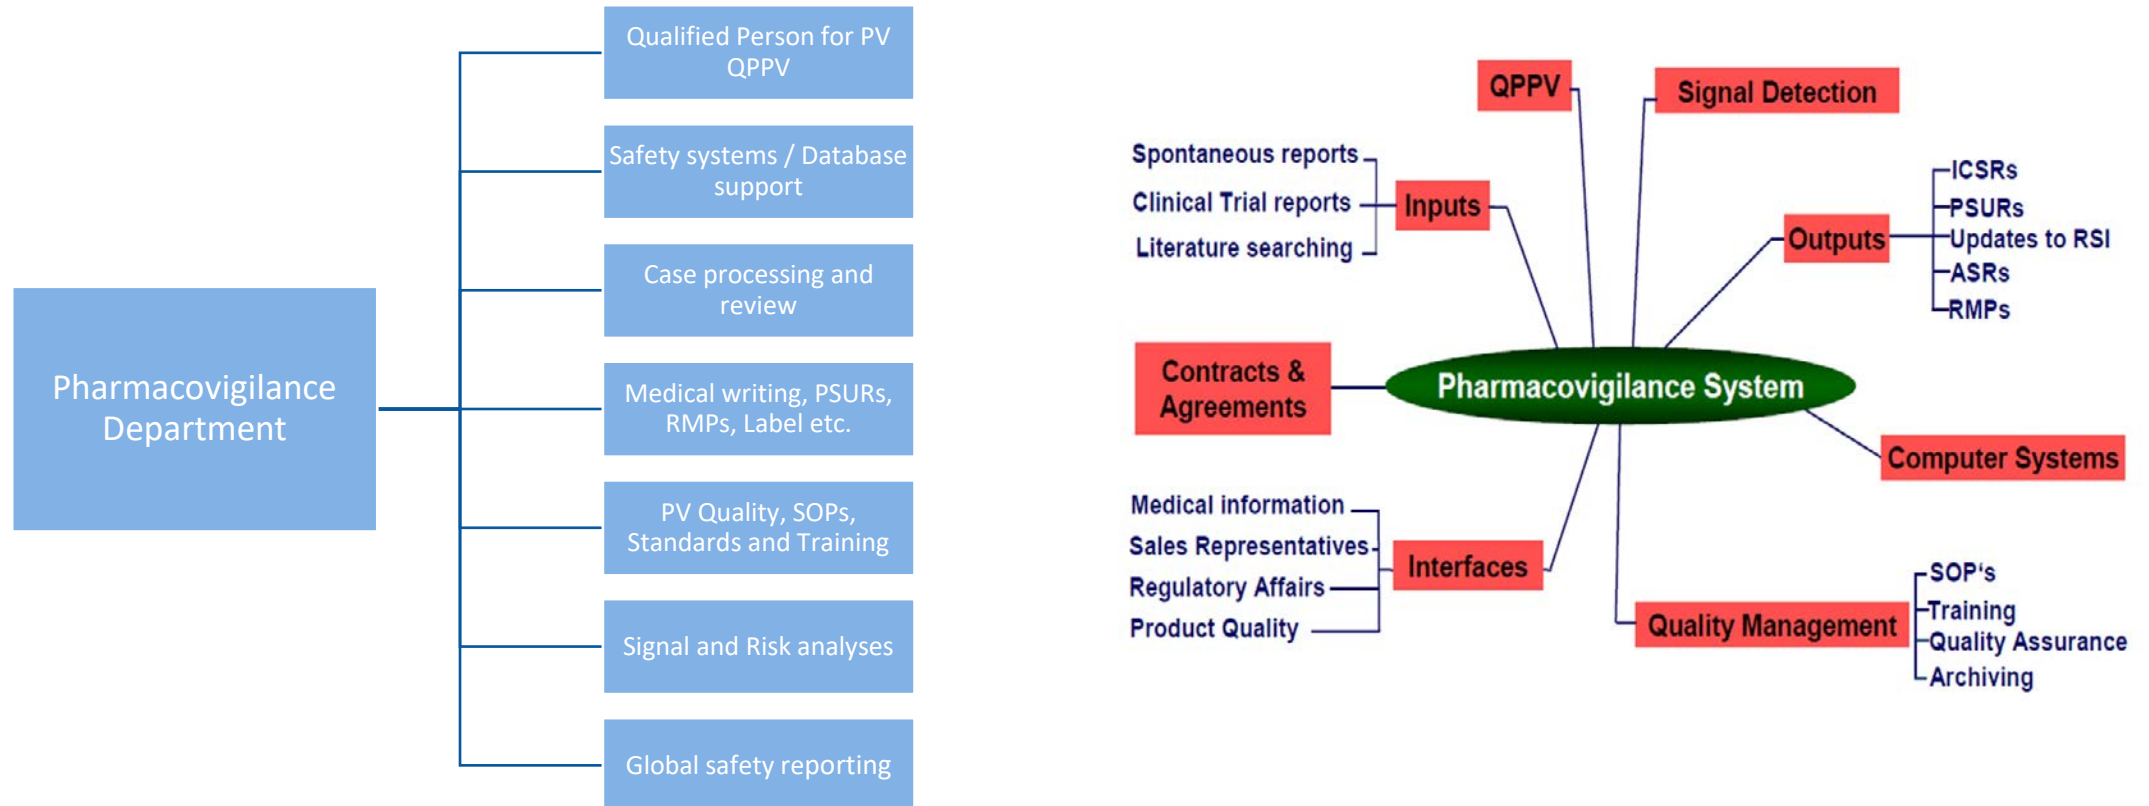 Pharmacovigilance
Department
Qualified Person for PV
QPPV
Safety systems / Database
support
Case processing and
review
Medical writing, PSURs,
RMPs, Label etc.
PV Quality, SOPs,
Standards and Training
Signal and Risk analyses
Global safety reporting
QPPV
Signal Detection
Spontaneous reports
Clinical Trial reports
Literature searching
Inputs
Outputs
ICSRs
PSURs
Updates to RSI
ASRs
RMPs
Contracts &
Agreements
Pharmacovigilance System
Computer Systems
Medical information
Sales Representatives
Regulatory Affairs
Product Quality
Interfaces
Quality Management
SOP‘s
Training
Quality Assurance
Archiving